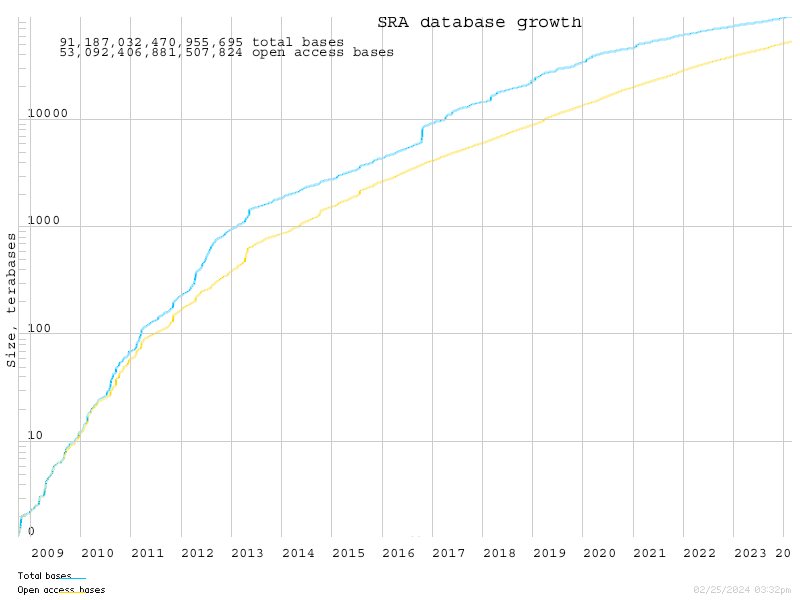 SRA database growth
91,187,032,470,955,695 total bases
53,092,406,881,507,824 open access bases
10000
1000
100
10
0
Size, terabases
2009 2010 2011 2012 2013 2014 2015 2016 2017 2018 2019 2020 2021 2022 2023 20
Total bases
Open access bases
02/25/2024 03:32pm